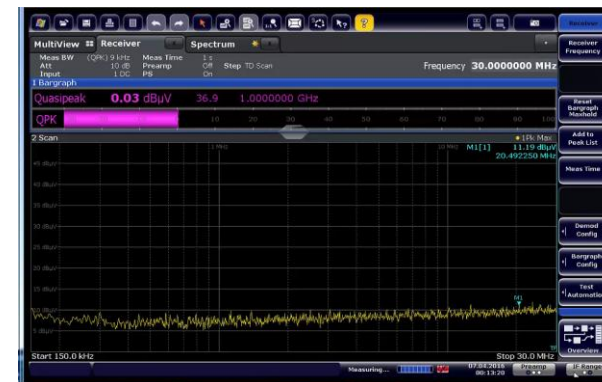 MultiView Receiver Spectrum
Receiver
Meas BW (QPK) 9 kHz Meas Time 1 s
Att 10 dB Preamp Off Step TD Scan
Input 1 DC PS On
Frequency 30.0000000 MHz
Receiver Frequency
1 Bargraph
Quasipeak 0.03 dBµV 36.9 1.0000000 GHz
QPK
10 20 30 40 50 60 70 80 90 100
Reset Bargraph Maxhold
2 Scan
1Pk Max
Add to Peak List
1 MHz
10 MHz
M1[1] 11.19 dBµV
20.492250 MHz
45 dBµV
Meas Time
40 dBµV
35 dBµV
30 dBµV
Demod Config
25 dBµV
Bargraph Config
20 dBµV
15 dBµV
Test Automation
M1
10 dBµV
5 dBµV
Overview
Start 150.0 kHz
Stop 30.0 MHz
Measuring...
07.04.2016
00:13:20
Preamp
IF Range